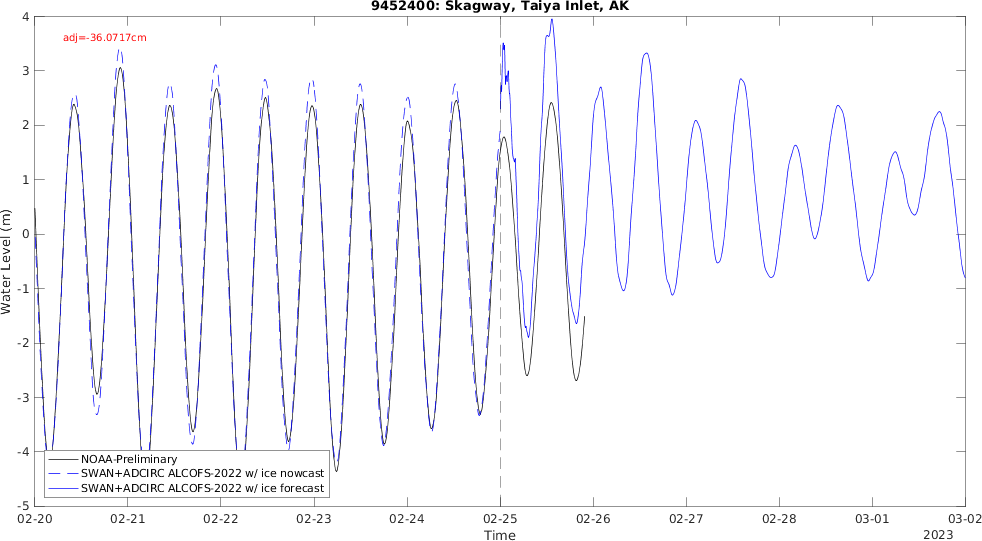 9452400: Skagway, Taiya Inlet, AK
adj=-36.0717cm
Water Level (m)
4
3
2
1
0
-1
-2
-3
-4
-5
NOAA-Preliminary
SWAN+ADCIRC ALCOFS-2022 w/ ice nowcast
SWAN+ADCIRC ALCOFS-2022 w/ ice forecast
02-20 02-21 02-22 02-23 02-24 02-25 02-26 02-27 02-28 03-01 03-02
Time
2023